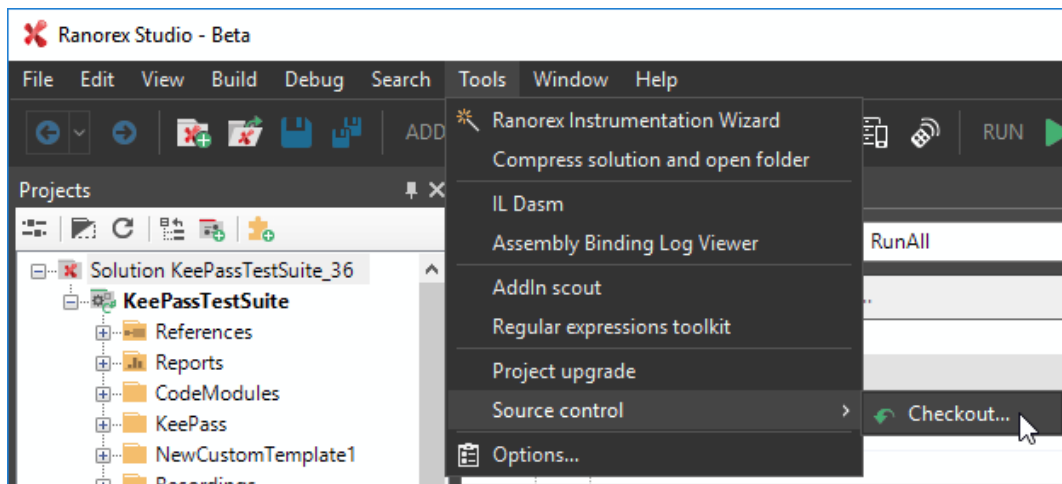 Ranorex Studio - Beta
File Edit View Build Debug Search Tools Window Help
ADD
RUN
Projects
Solution KeePassTestSuite_36
KeePassTestSuite
References
Reports
CodeModules
KeePass
NewCustomTemplate1
Recordings
Ranorex Instrumentation Wizard
Compress solution and open folder
IL Dasm
Assembly Binding Log Viewer
AddIn scout
Regular expressions toolkit
Project upgrade
Source control
Options...
RunAll
..
Checkout...